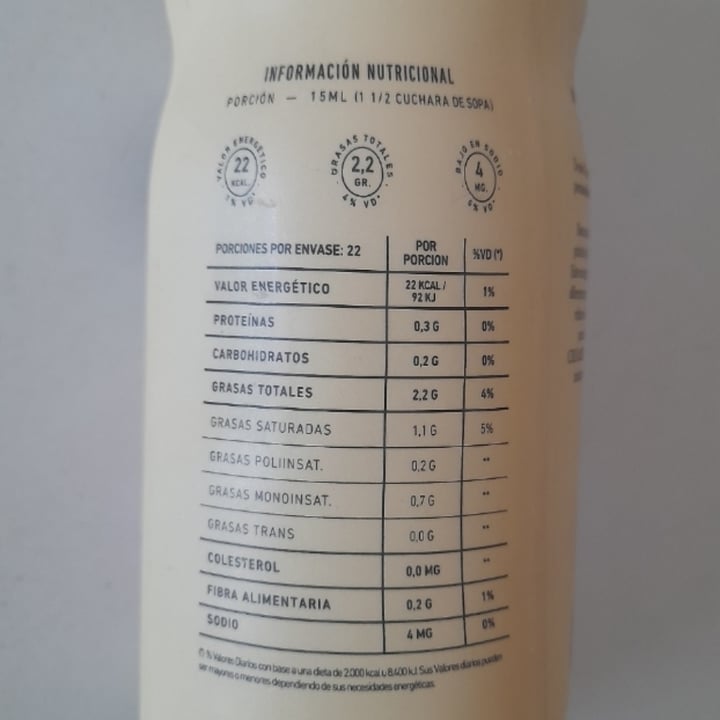 INFORMACIÓN NUTRICIONAL
PORCIÓN — 15ML (1 1/2 CUCHARA DE SOPA)
VALOR ENERGÉTICO
22
KCAL.
1% VD*
GRASAS TOTALES
2,2
GR.
4% VD*
BAJO EN SODIO
4
MG.
0% VD*
PORCIONES POR ENVASE: 22 POR PORCION %VD (*)
VALOR ENERGÉTICO 22 KCAL / 92 KJ 1%
PROTEÍNAS 0,3 G 0%
CARBOHIDRATOS 0,2 G 0%
GRASAS TOTALES 2,2 G 4%
GRASAS SATURADAS 1,1 G 5%
GRASAS POLIINSAT. 0,2 G **
GRASAS MONOINSAT. 0,7 G **
GRASAS TRANS 0,0 G **
COLESTEROL 0,0 MG **
FIBRA ALIMENTARIA 0,2 G 1%
SODIO 4 MG 0%
(*) % Valores Diarios con base a una dieta de 2.000 kcal u 8.400 kJ. Sus Valores diarios pueden
ser mayores o menores dependiendo de sus necesidades energéticas.